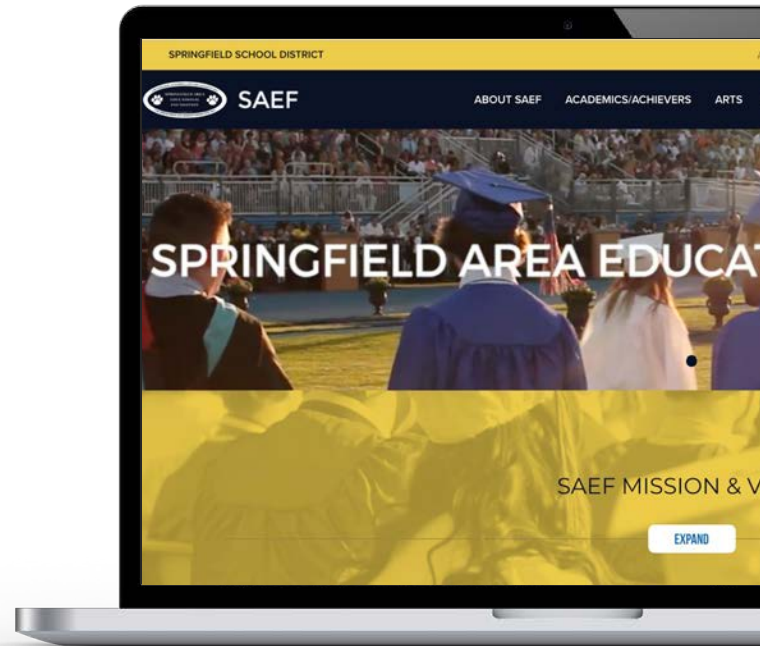 SPRINGFIELD SCHOOL DISTRICT
SAEF
ABOUT SAEF
ACADEMICS/ACHIEVERS
ARTS
SPRINGFIELD AREA EDUCAT
SAEF MISSION & V
EXPAND